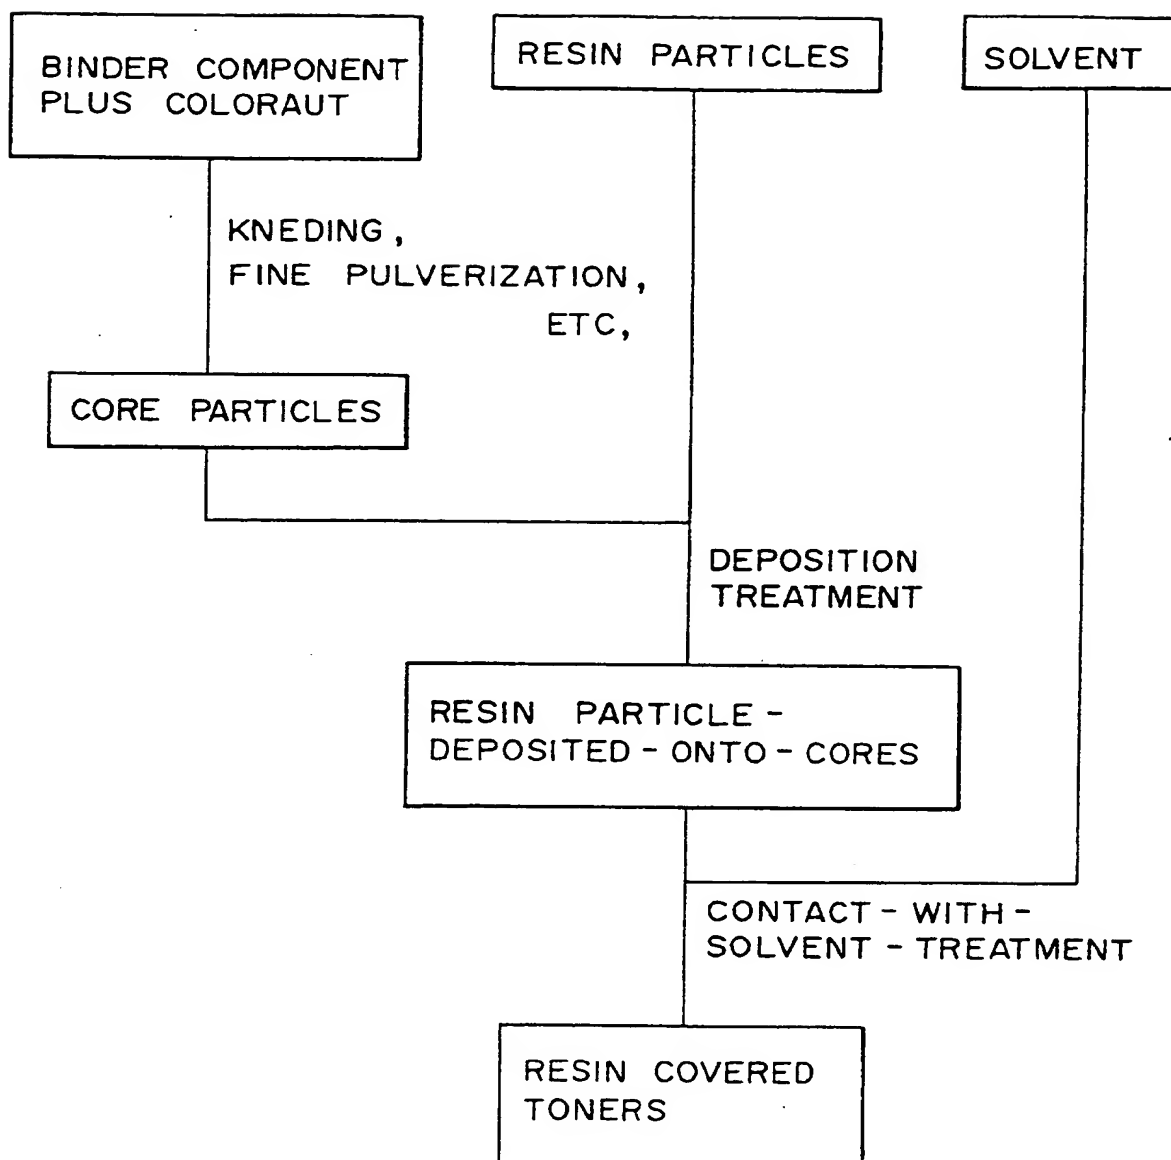 BINDER COMPONENT
PLUS COLORAUT
RESIN PARTICLES
SOLVENT
KNEDING,
FINE PULVERIZATION,
ETC,
CORE PARTICLES
DEPOSITION
TREATMENT
RESIN PARTICLE-
DEPOSITED-ONTO-CORES
CONTACT-WITH-
SOLVENT-TREATMENT
RESIN COVERED
TONERS